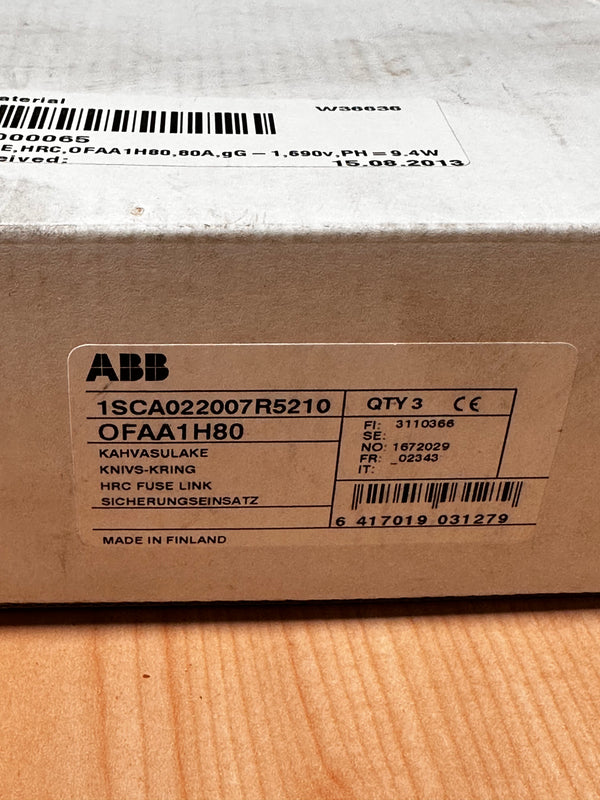 aterial
W36636
000065
E,HRC,OFAA1H80,80A,gG – 1,690v,PH = 9.4W
eived:
15.08.2013
ABB
1SCA022007R5210
QTY 3 CE
OFAA1H80
FI: 3110366
SE:
NO: 1672029
FR: _02343
IT:
KAHVASULAKE
KNIVS-KRING
HRC FUSE LINK
SICHERUNGSEINSATZ
6 417019 031279
MADE IN FINLAND